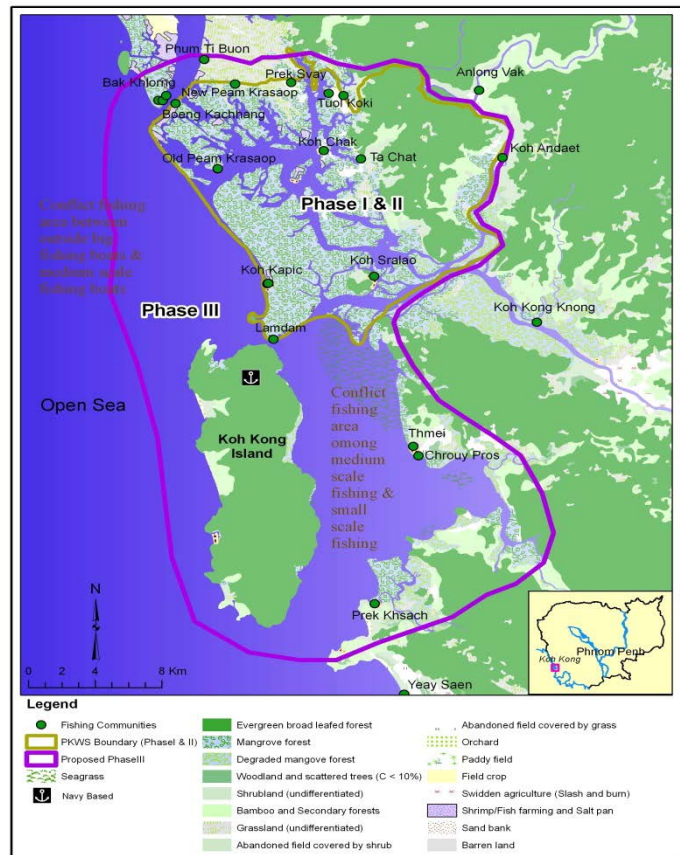 Phum Ti Buon
Bak Khlong
New Peam Krasaop
Prek Svay
Anlong Vak
Boeng Kachhang
Tuol Koki
Koh Chak
Ta Chat
Koh Andaet
Old Peam Krasaop
Phase I & II
Conflict fishing
area between
outside big
fishing boats &
medium scale
fishing boats
Koh Kapic
Koh Sralao
Phase III
Koh Kong Knong
Lamdam
Open Sea
Koh Kong
Island
Conflict
fishing
area
omong
medium
scale
fishing &
small
scale
fishing
Thmei
Chrouy Pros
N
Prek Khsach
Phnom Penh
Koh Kong
0 2 4 8 Km
Yeay Saen
Legend
Fishing Communities
PKWS Boundary (PhaseI & II)
Proposed PhaseIII
Seagrass
Navy Based
Evergreen broad leafed forest
Mangrove forest
Degraded mangove forest
Woodland and scattered trees (C < 10%)
Shrubland (undifferentiated)
Bamboo and Secondary forests
Grassland (undifferentiated)
Abandoned field covered by shrub
Abandoned field covered by grass
Orchard
Paddy field
Field crop
Swidden agriculture (Slash and burn)
Shrimp/Fish farming and Salt pan
Sand bank
Barren land